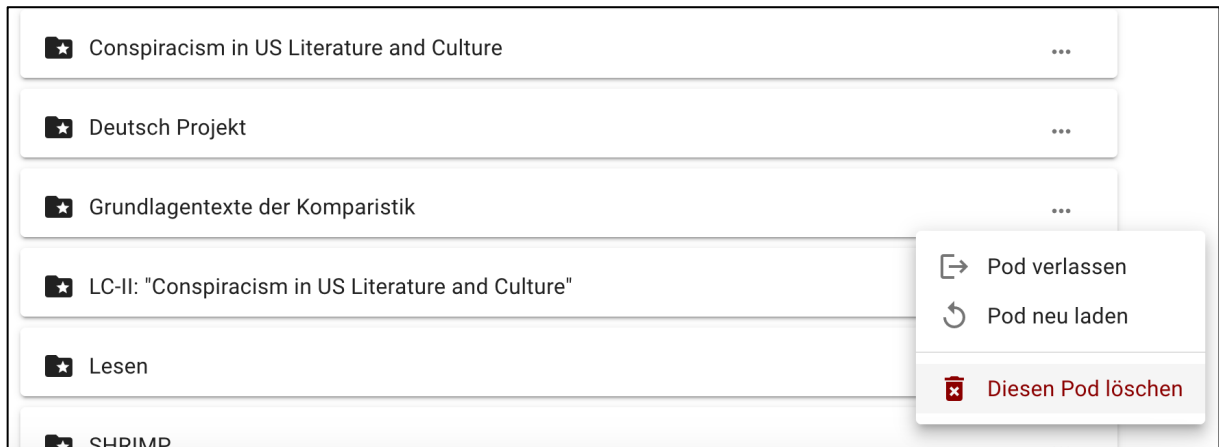 Conspiracism in US Literature and Culture
Deutsch Projekt
Grundlagentexte der Komparistik
LC-II: "Conspiracism in US Literature and Culture"
Lesen
SHRIMP
Pod verlassen
Pod neu laden
Diesen Pod löschen